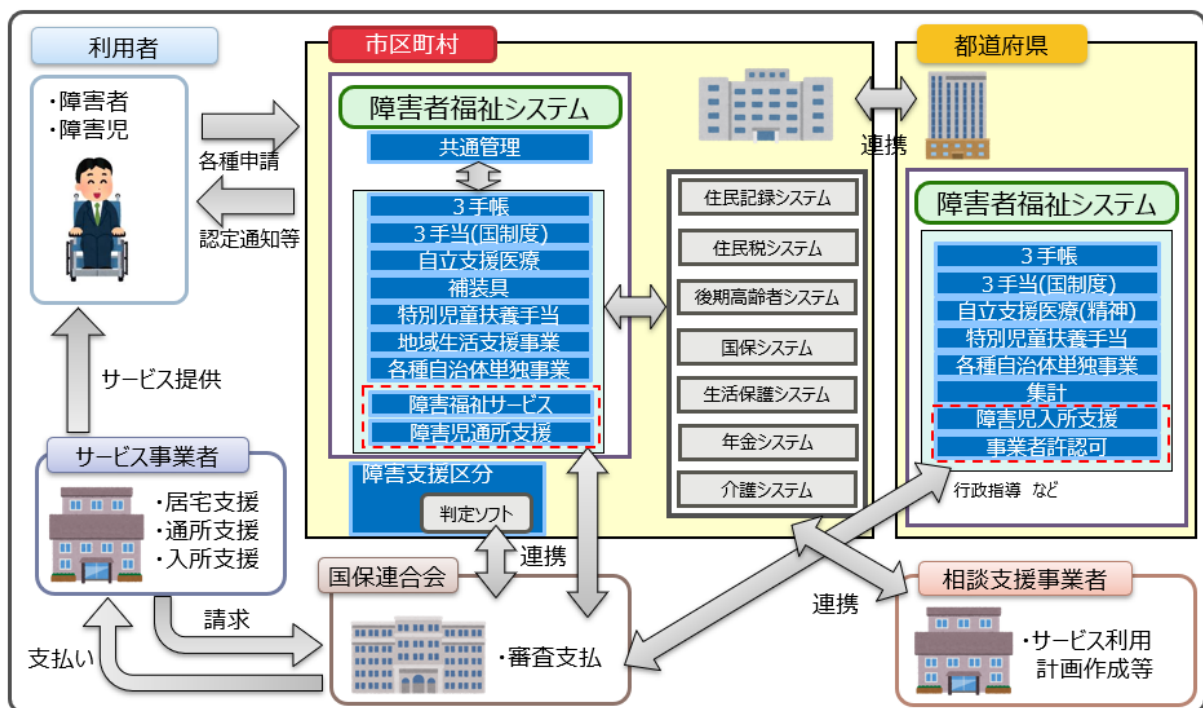 利用者
・障害者
・障害児
各種申請
認定通知等
サービス提供
サービス事業者
・居宅支援
・通所支援
・入所支援
請求
支払い
市区町村
障害者福祉システム
共通管理
３手帳
３手当(国制度)
自立支援医療
補装具
特別児童扶養手当
地域生活支援事業
各種自治体単独事業
障害福祉サービス
障害児通所支援
障害支援区分
判定ソフト
連携
住民記録システム
住民税システム
後期高齢者システム
国保システム
生活保護システム
年金システム
介護システム
国保連合会
・審査支払
連携
都道府県
障害者福祉システム
３手帳
３手当(国制度)
自立支援医療(精神)
特別児童扶養手当
各種自治体単独事業
集計
障害児入所支援
事業者許認可
行政指導 など
連携
相談支援事業者
・サービス利用
計画作成等